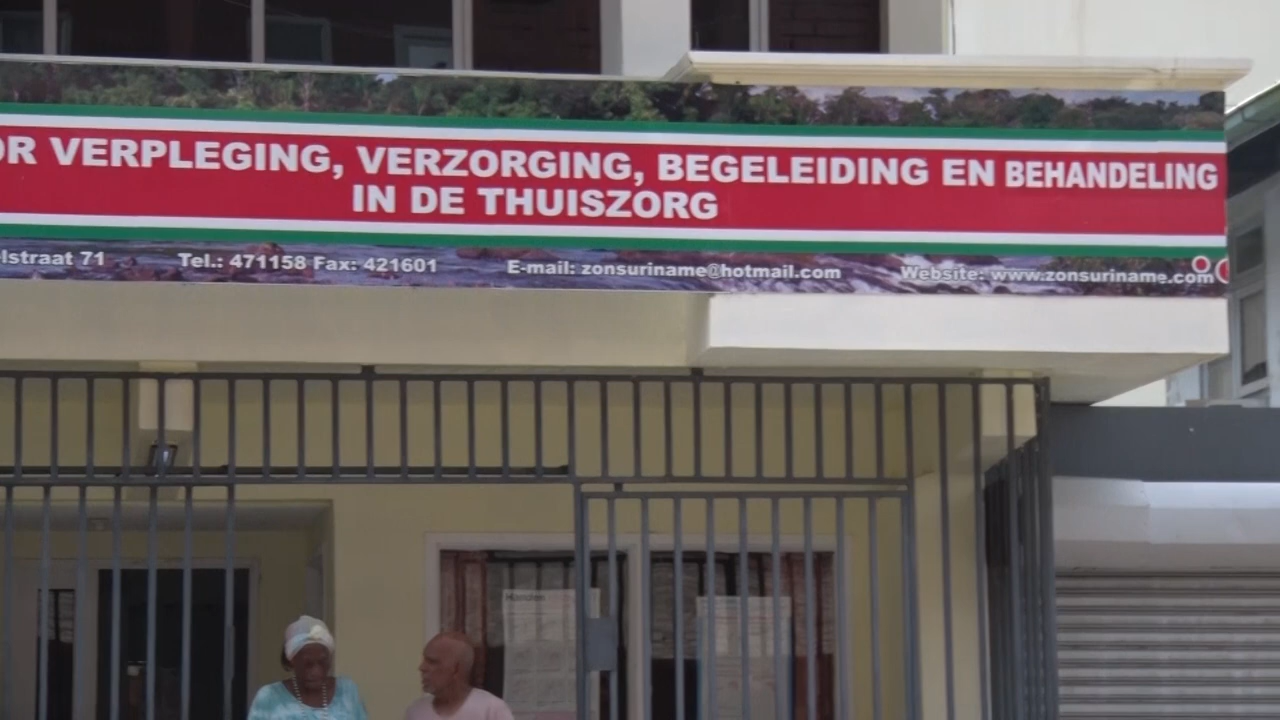 OR VERPLEGING, VERZORGING, BEGELEIDING EN BEHANDELING
IN DE THUISZORG
lstraat 71 Tel.: 471158 Fax: 421601 E-mail: zonsuriname@hotmail.com Website: www.zonsuriname.com